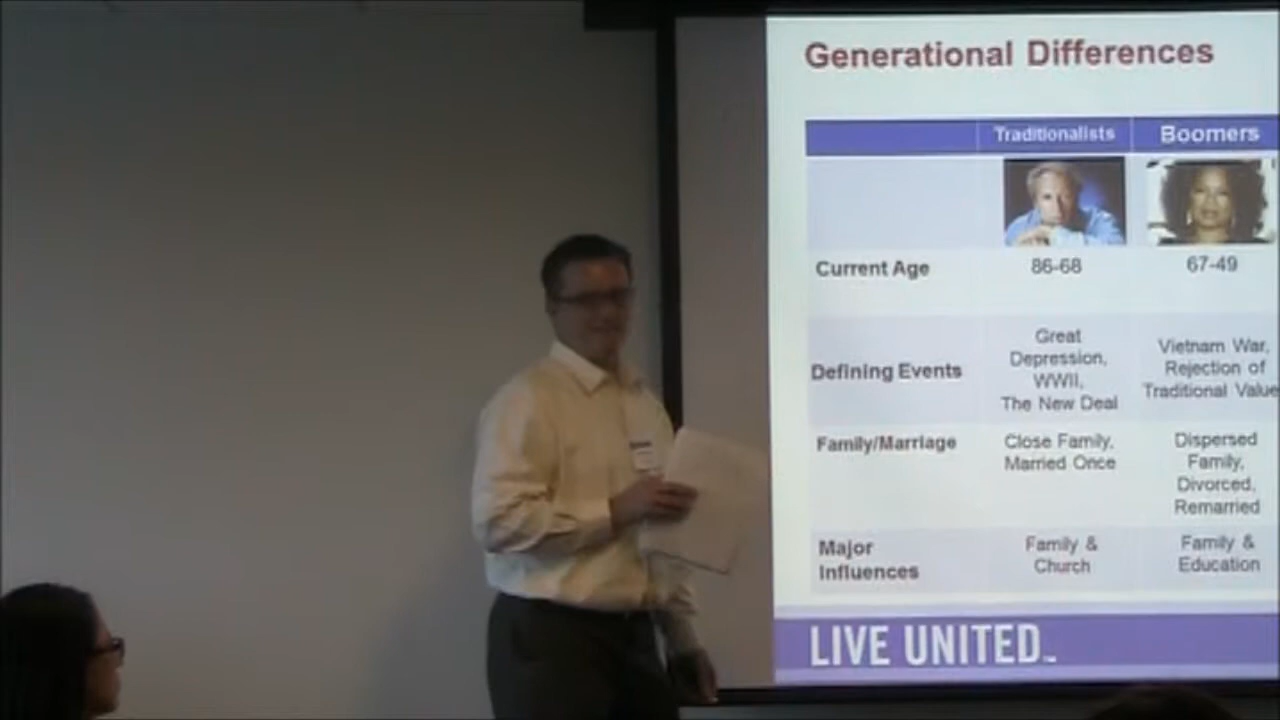 Generational Differences
Traditionalists Boomers
Current Age 86-68 67-49
Defining Events
Great
Depression,
WWII,
The New Deal
Vietnam War,
Rejection of
Traditional Value
Family/Marriage
Close Family,
Married Once
Dispersed
Family,
Divorced,
Remarried
Major
Influences
Family &
Church
Family &
Education
LIVE UNITED™